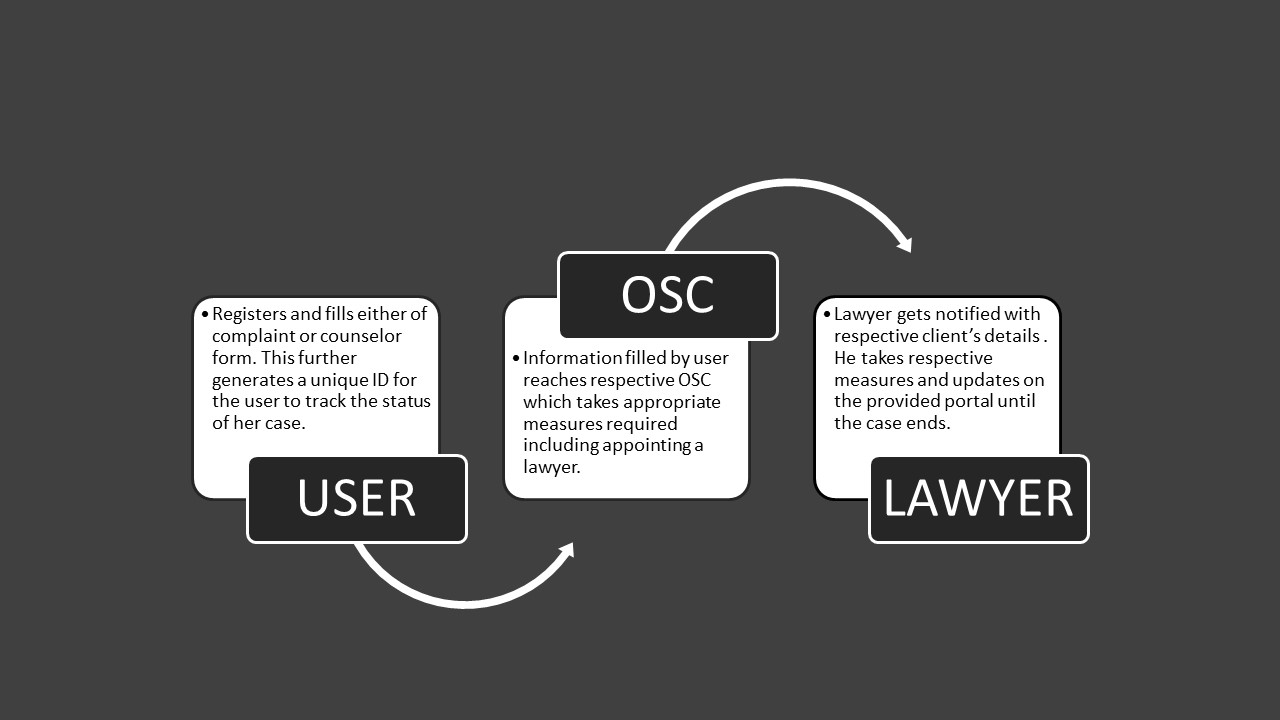 • Registers and fills either of
complaint or counselor
form. This further
generates a unique ID for
the user to track the status
of her case.
USER
OSC
• Information filled by user
reaches respective OSC
which takes appropriate
measures required
including appointing a
lawyer.
• Lawyer gets notified with
respective client’s details .
He takes respective
measures and updates on
the provided portal until
the case ends.
LAWYER